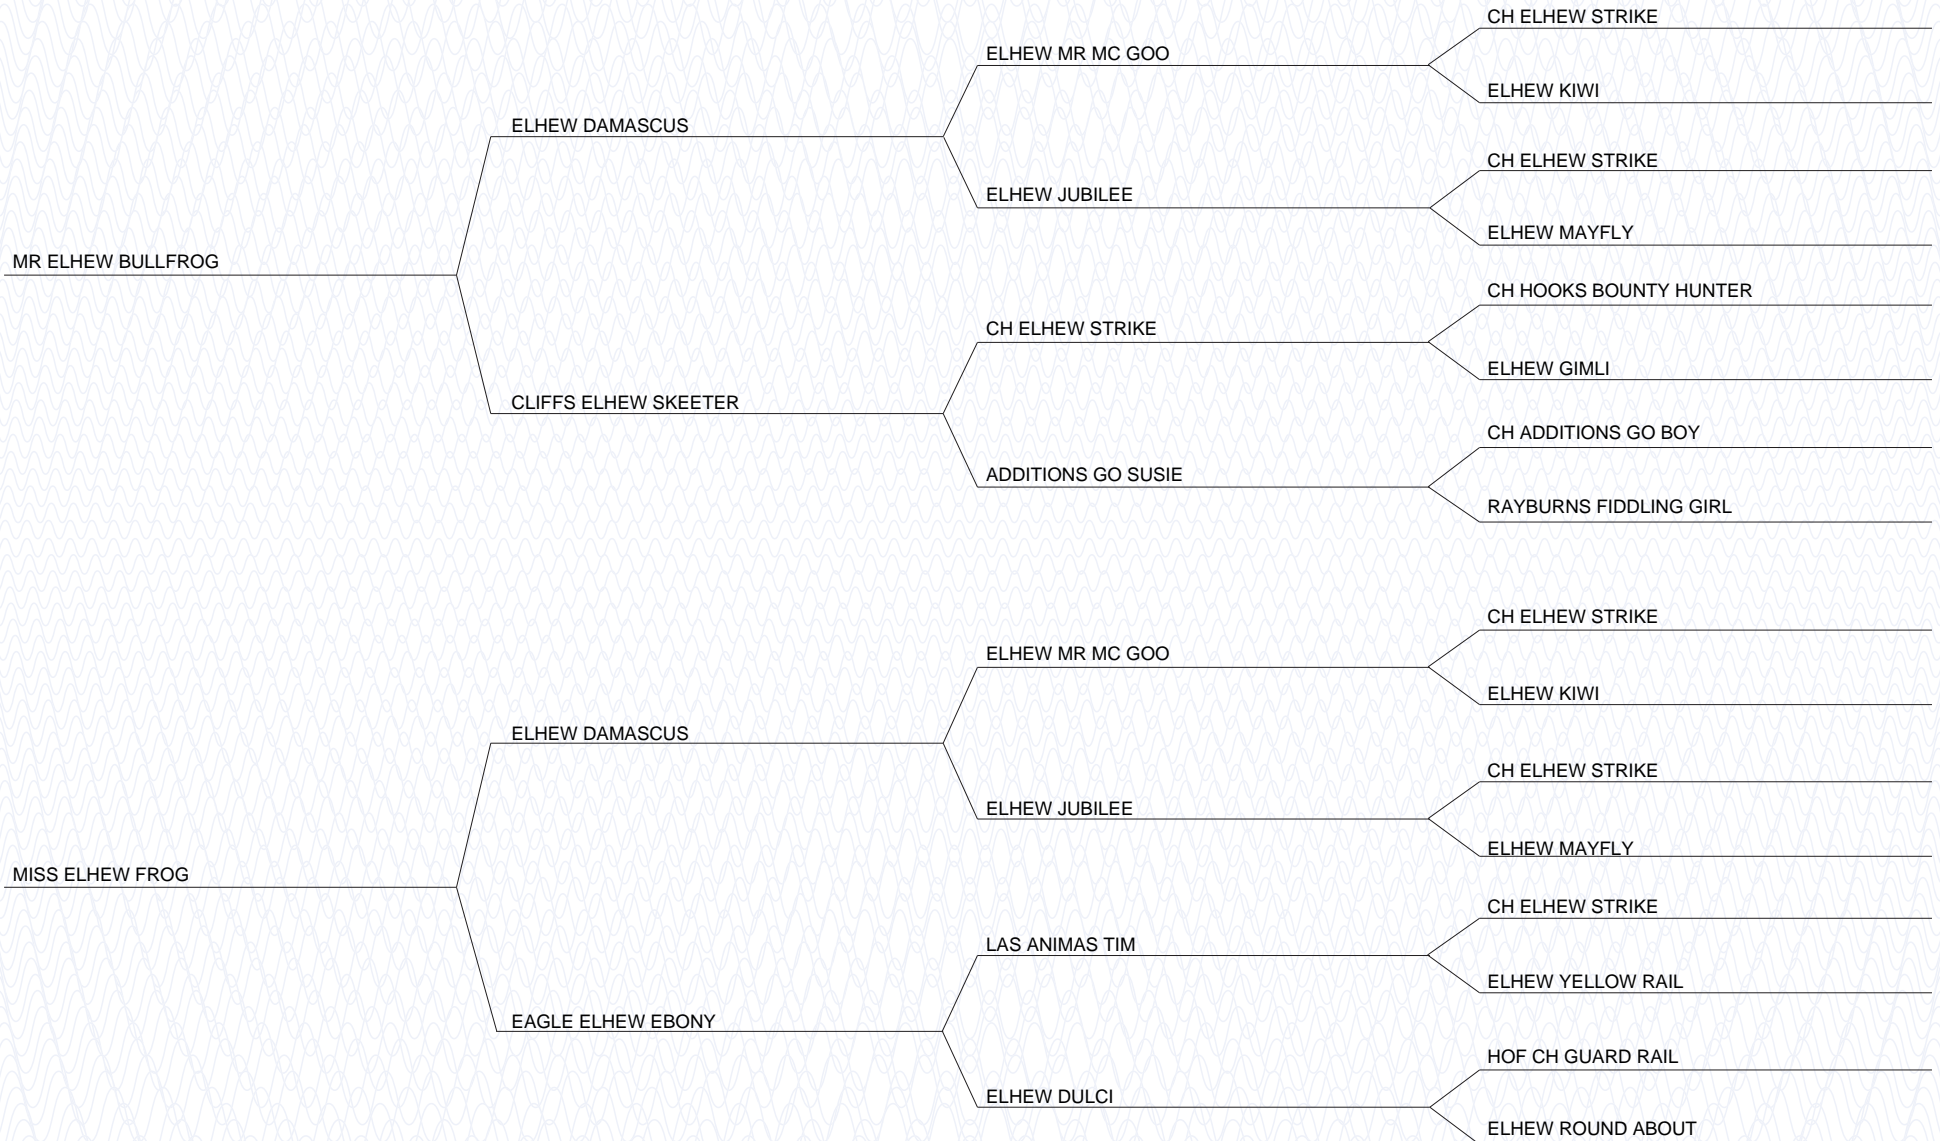 CH ELHEW STRIKE
ELHEW MR MC GOO
ELHEW KIWI
ELHEW DAMASCUS
CH ELHEW STRIKE
ELHEW JUBILEE
ELHEW MAYFLY
MR ELHEW BULLFROG
CH HOOKS BOUNTY HUNTER
CH ELHEW STRIKE
ELHEW GIMLI
CLIFFS ELHEW SKEETER
CH ADDITIONS GO BOY
ADDITIONS GO SUSIE
RAYBURNS FIDDLING GIRL
CH ELHEW STRIKE
ELHEW MR MC GOO
ELHEW KIWI
ELHEW DAMASCUS
CH ELHEW STRIKE
ELHEW JUBILEE
ELHEW MAYFLY
MISS ELHEW FROG
CH ELHEW STRIKE
LAS ANIMAS TIM
ELHEW YELLOW RAIL
EAGLE ELHEW EBONY
HOF CH GUARD RAIL
ELHEW DULCI
ELHEW ROUND ABOUT